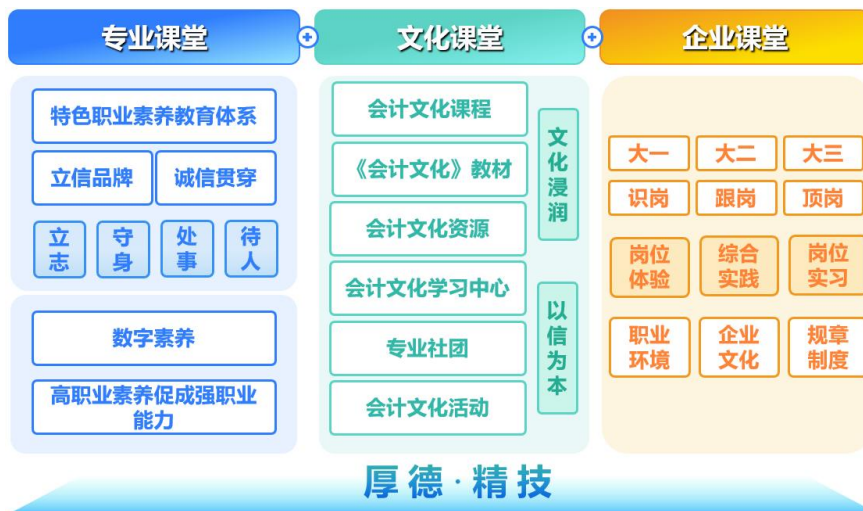 专业课堂
文化课堂
企业课堂
特色职业素养教育体系
立信品牌
诚信贯穿
立志
守身
处事
待人
数字素养
高职业素养促成强职业
能力
会计文化课程
《会计文化》教材
会计文化资源
会计文化学习中心
专业社团
会计文化活动
文化浸润
以信为本
大一
大二
大三
识岗
跟岗
顶岗
岗位
体验
综合
实践
岗位
实习
职业
环境
企业
文化
规章
制度
厚德·精技